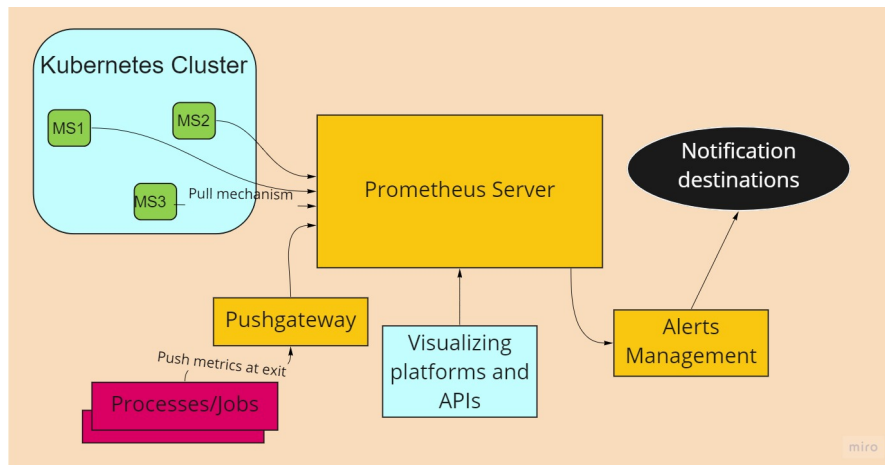 Kubernetes Cluster
MS1
MS2
MS3
Pull mechanism
Prometheus Server
Notification
destinations
Pushgateway
Push metrics at exit
Processes/Jobs
Visualizing
platforms and
APIs
Alerts
Management
miro